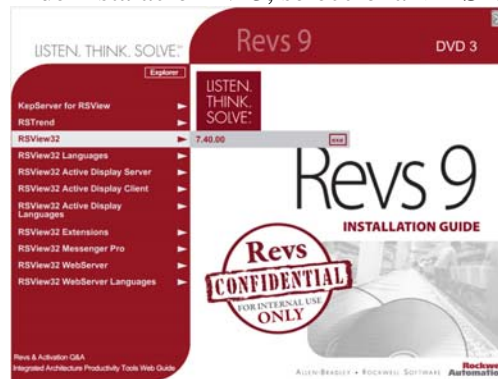 LISTEN. THINK. SOLVE.™
Revs 9
DVD 3
Explorer
KepServer for RSView
RSTrend
RSView32
RSView32 Languages
RSView32 Active Display Server
RSView32 Active Display Client
RSView32 Active Display
Languages
RSView32 Extensions
RSView32 Messenger Pro
RSView32 WebServer
RSView32 WebServer Languages
Revs & Activation Q&A
Integrated Architecture Productivity Tools Web Guide
LISTEN.
THINK.
SOLVE.™
7.40.00
Revs 9
INSTALLATION GUIDE
Revs
CONFIDENTIAL
FOR INTERNAL USE
ONLY
ALLEN-BRADLEY • ROCKWELL SOFTWARE
Rockwell
Automation